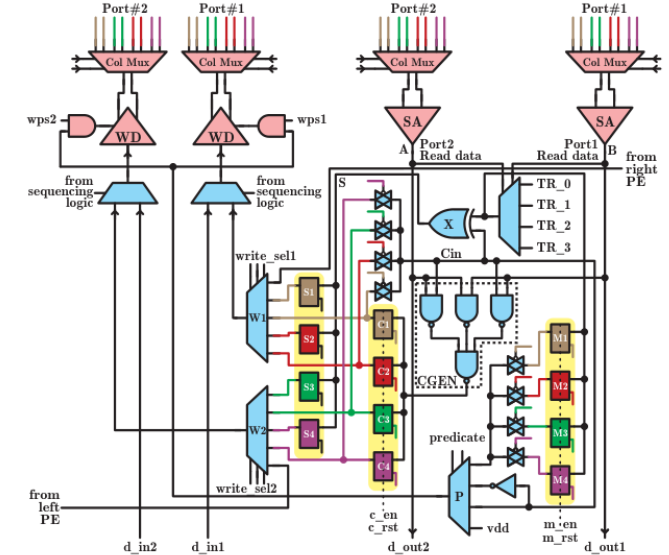 Port#2
Port#1
Port#2
Port#1
Col Mux
Col Mux
Col Mux
Col Mux
wps2
WD
WD
wps1
SA
SA
A
Port2
Read data
Port1
Read data
B
from
sequencing
logic
from
sequencing
logic
from
right
PE
S
TR_0
TR_1
TR_2
TR_3
X
Cin
write_sel1
W1
S1
S2
S3
S4
C1
C2
C3
C4
CGEN
M1
M2
M3
M4
W2
write_sel2
predicate
P
vdd
from
left
PE
c_en
c_rst
m_en
m_rst
d_in2
d_in1
d_out2
d_out1